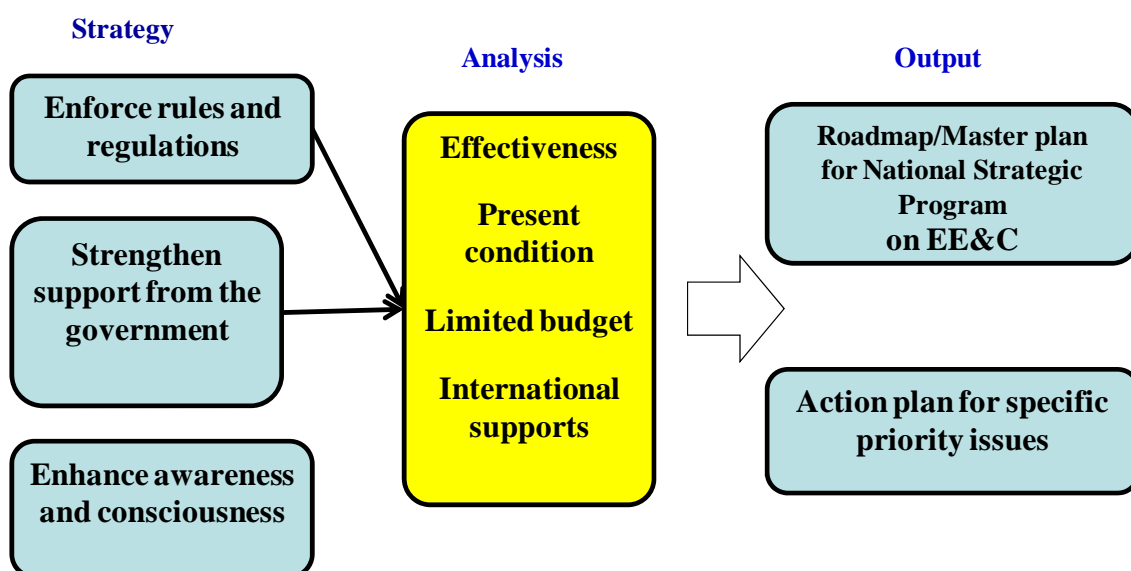 Strategy
Enforce rules and
regulations
Strengthen
support from the
government
Enhance awareness
and consciousness
Analysis
Effectiveness
Present
condition
Limited budget
International
supports
Output
Roadmap/Master plan
for National Strategic
Program
on EE&C
Action plan for specific
priority issues